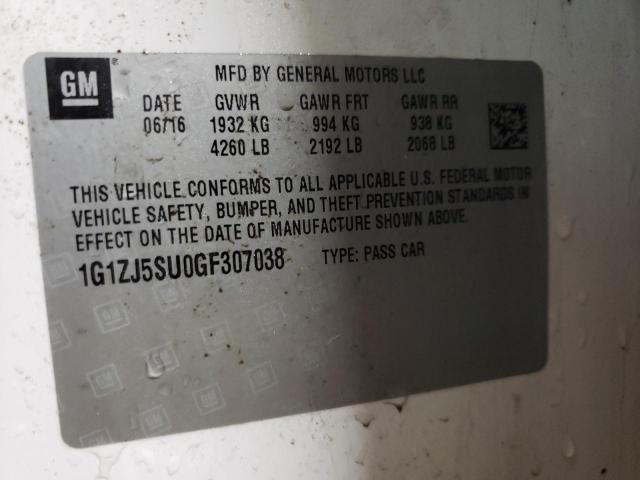 GM
MFD BY GENERAL MOTORS LLC
DATE GVWR GAWR FRT GAWR RR
06/16 1932 KG 994 KG 938 KG
4260 LB 2192 LB 2068 LB
THIS VEHICLE CONFORMS TO ALL APPLICABLE U.S. FEDERAL MOTOR
VEHICLE SAFETY, BUMPER, AND THEFT PREVENTION STANDARDS IN
EFFECT ON THE DATE OF MANUFACTURE SHOWN ABOVE.
1G1ZJ5SU0GF307038 TYPE: PASS CAR